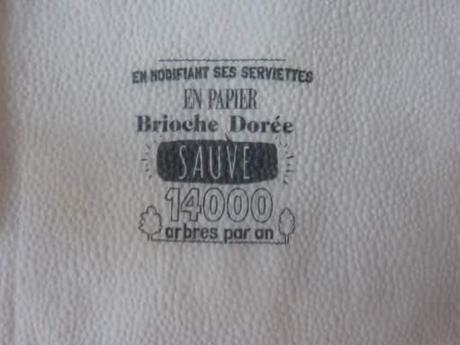 EN MODIFIANT SES SERVIETTES
EN PAPIER
Brioche Dorée
SAUVE
14000
arbres par an